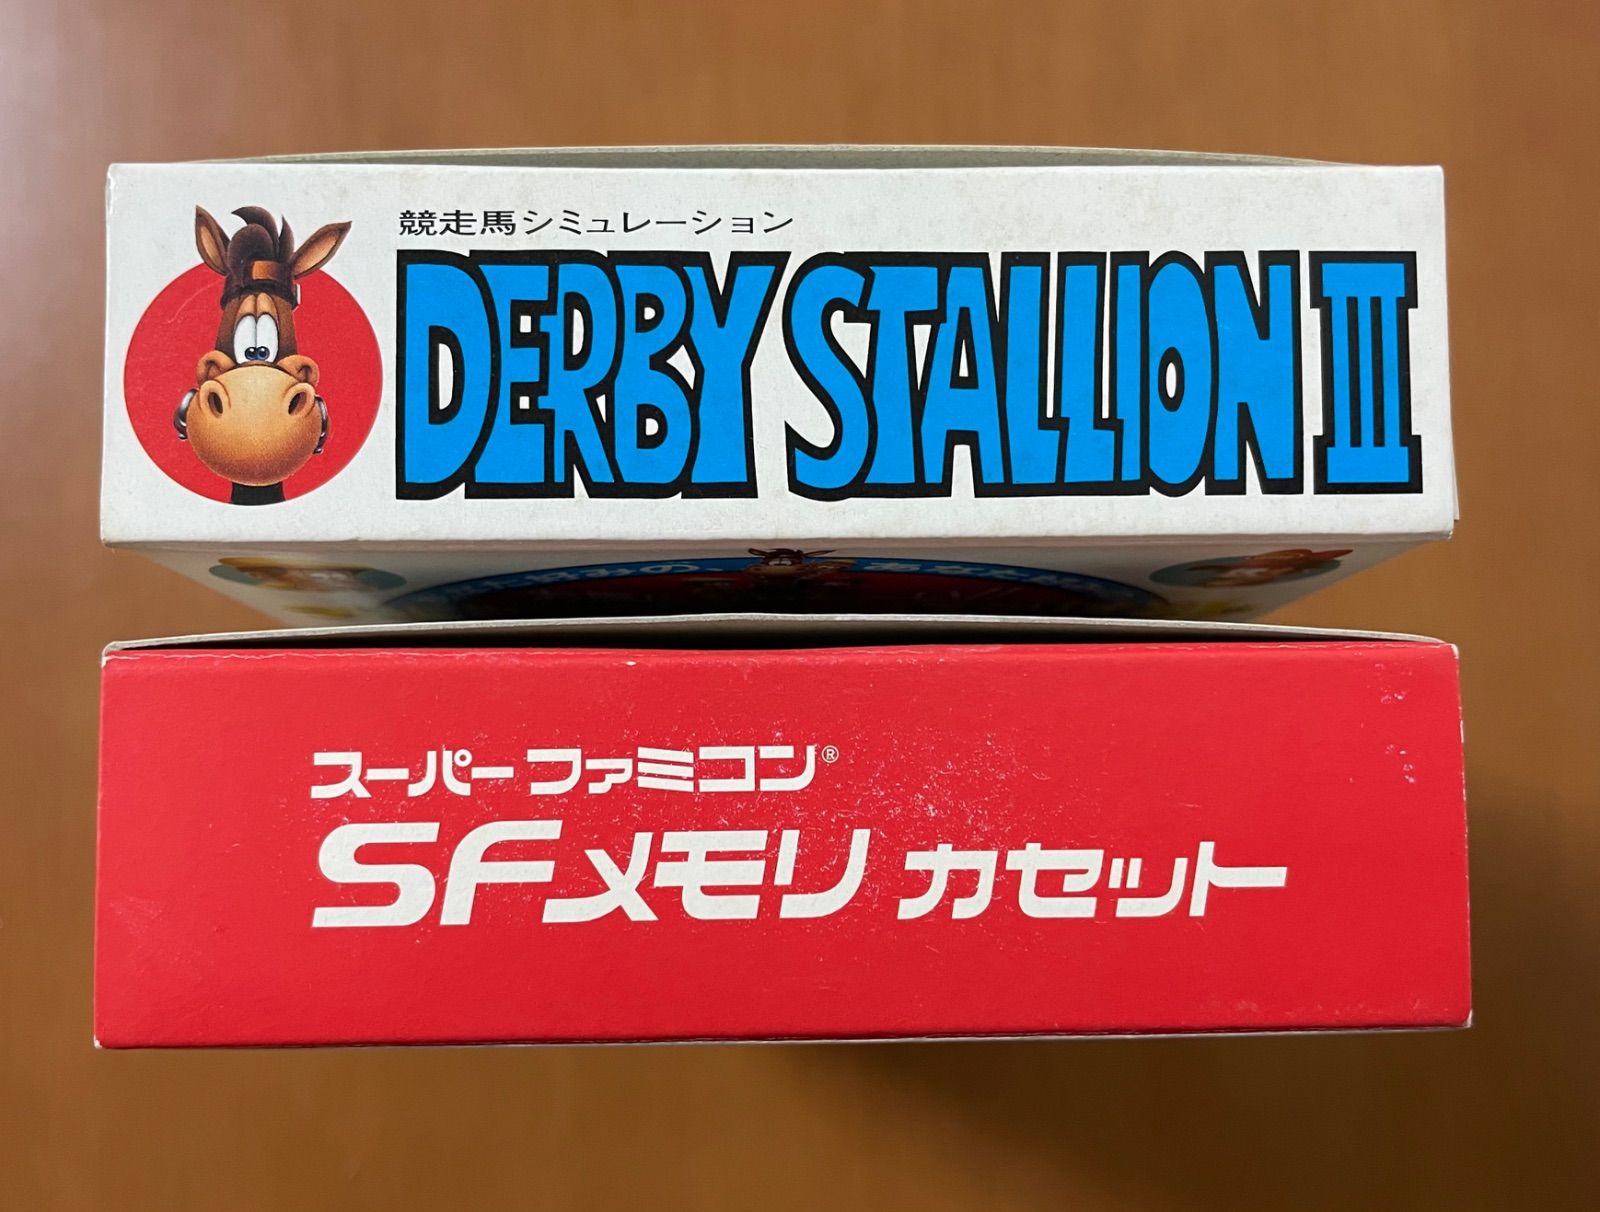 競走馬シミュレーション
DERBY STALLION III
スーパーファミコン®
SFメモリ カセット